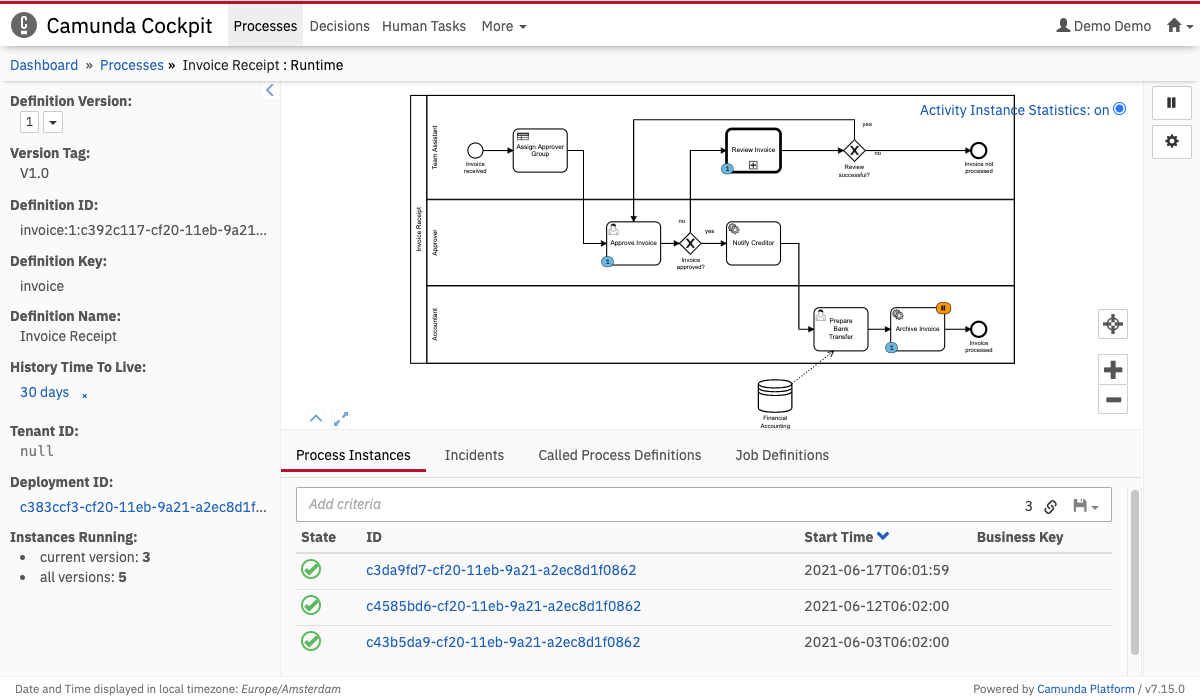 Camunda Cockpit Processes Decisions Human Tasks More Demo Demo
Dashboard » Processes » Invoice Receipt : Runtime
Definition Version:
1
Version Tag:
V1.0
Definition ID:
invoice:1:c392c117-cf20-11eb-9a21...
Definition Key:
invoice
Definition Name:
Invoice Receipt
History Time To Live:
30 days
Tenant ID:
null
Deployment ID:
c383ccf3-cf20-11eb-9a21-a2ec8d1f...
Instances Running:
current version: 3
all versions: 5
Activity Instance Statistics: on
Invoice Receipt
Team Assistant
Invoice
received
Assign Approver
Group
Review Invoice
1
yes
Review
successful?
no
Invoice not
processed
Approver
Approve Invoice
1
no
Invoice
approved?
yes
Notify Creditor
Accountant
Prepare
Bank
Transfer
Archive Invoice
1
Invoice
processed
Financial
Accounting
Process Instances Incidents Called Process Definitions Job Definitions
Add criteria 3
State ID Start Time Business Key
c3da9fd7-cf20-11eb-9a21-a2ec8d1f0862 2021-06-17T06:01:59
c4585bd6-cf20-11eb-9a21-a2ec8d1f0862 2021-06-12T06:02:00
c43b5da9-cf20-11eb-9a21-a2ec8d1f0862 2021-06-03T06:02:00
Date and Time displayed in local timezone: Europe/Amsterdam Powered by Camunda Platform / v7.15.0